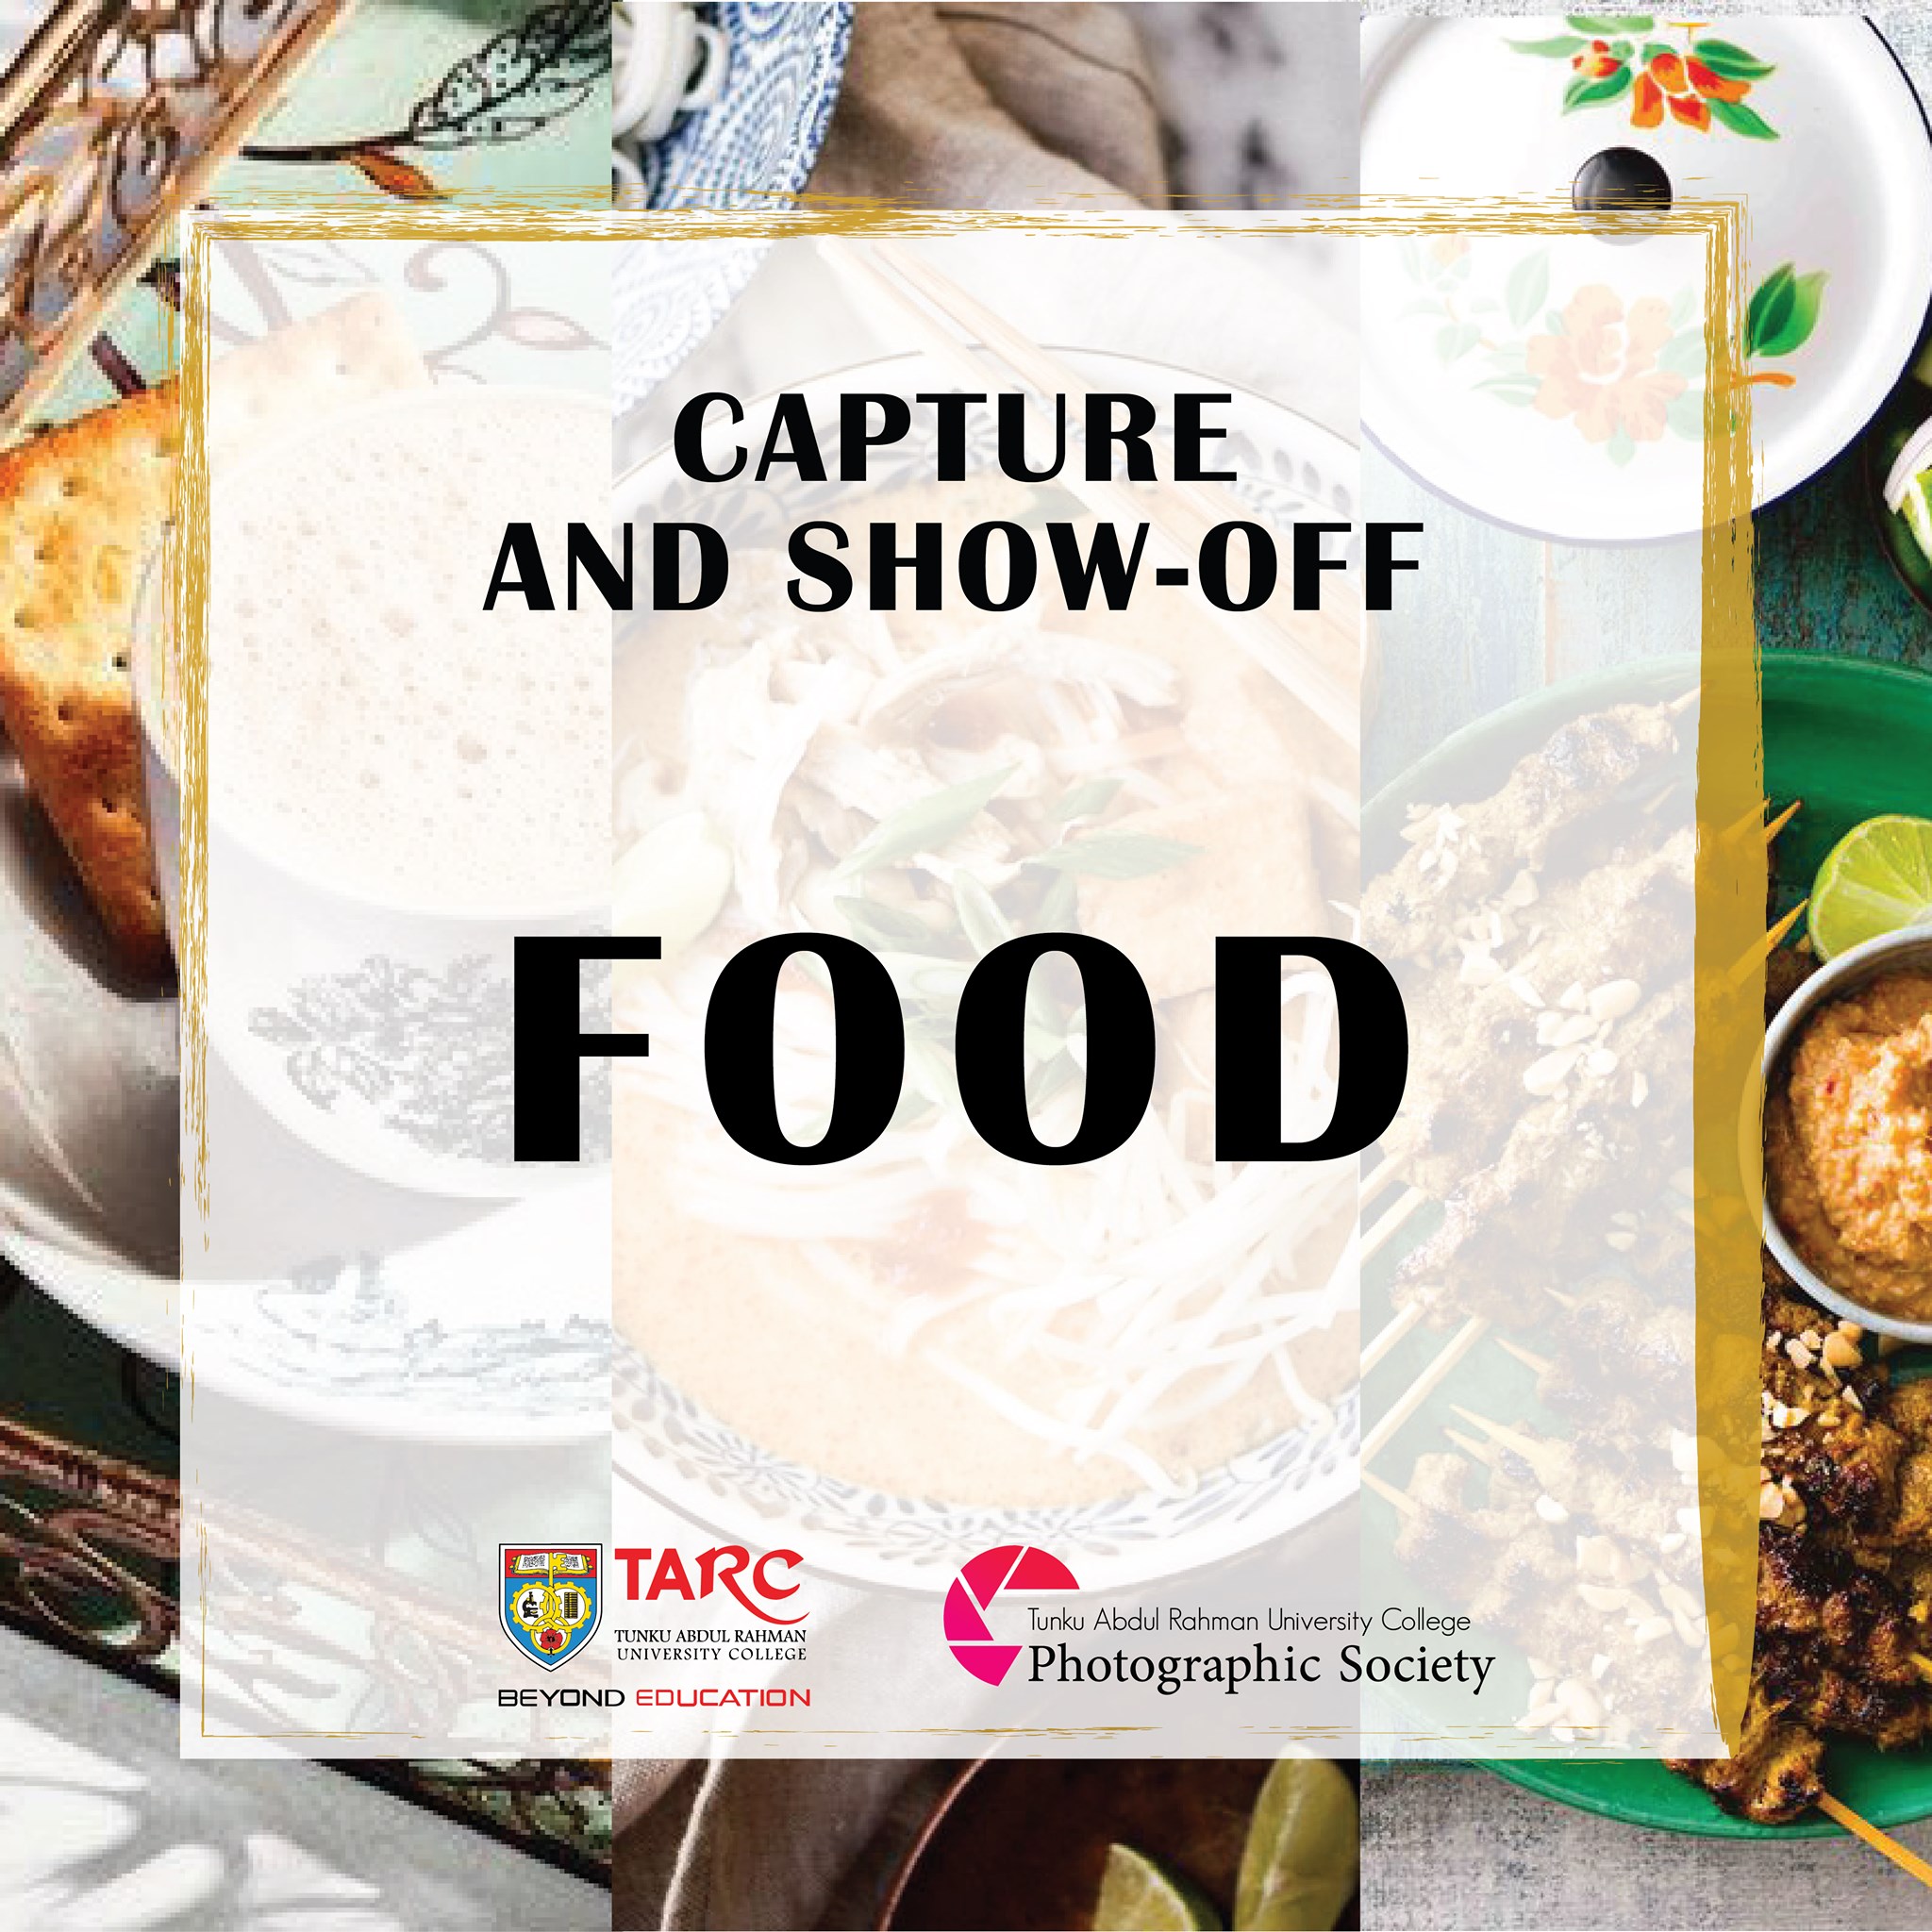 CAPTURE
AND SHOW-OFF
FOOD
TARC
TUNKU ABDUL RAHMAN
UNIVERSITY COLLEGE
BEYOND EDUCATION
Tunku Abdul Rahman University College
Photographic Society